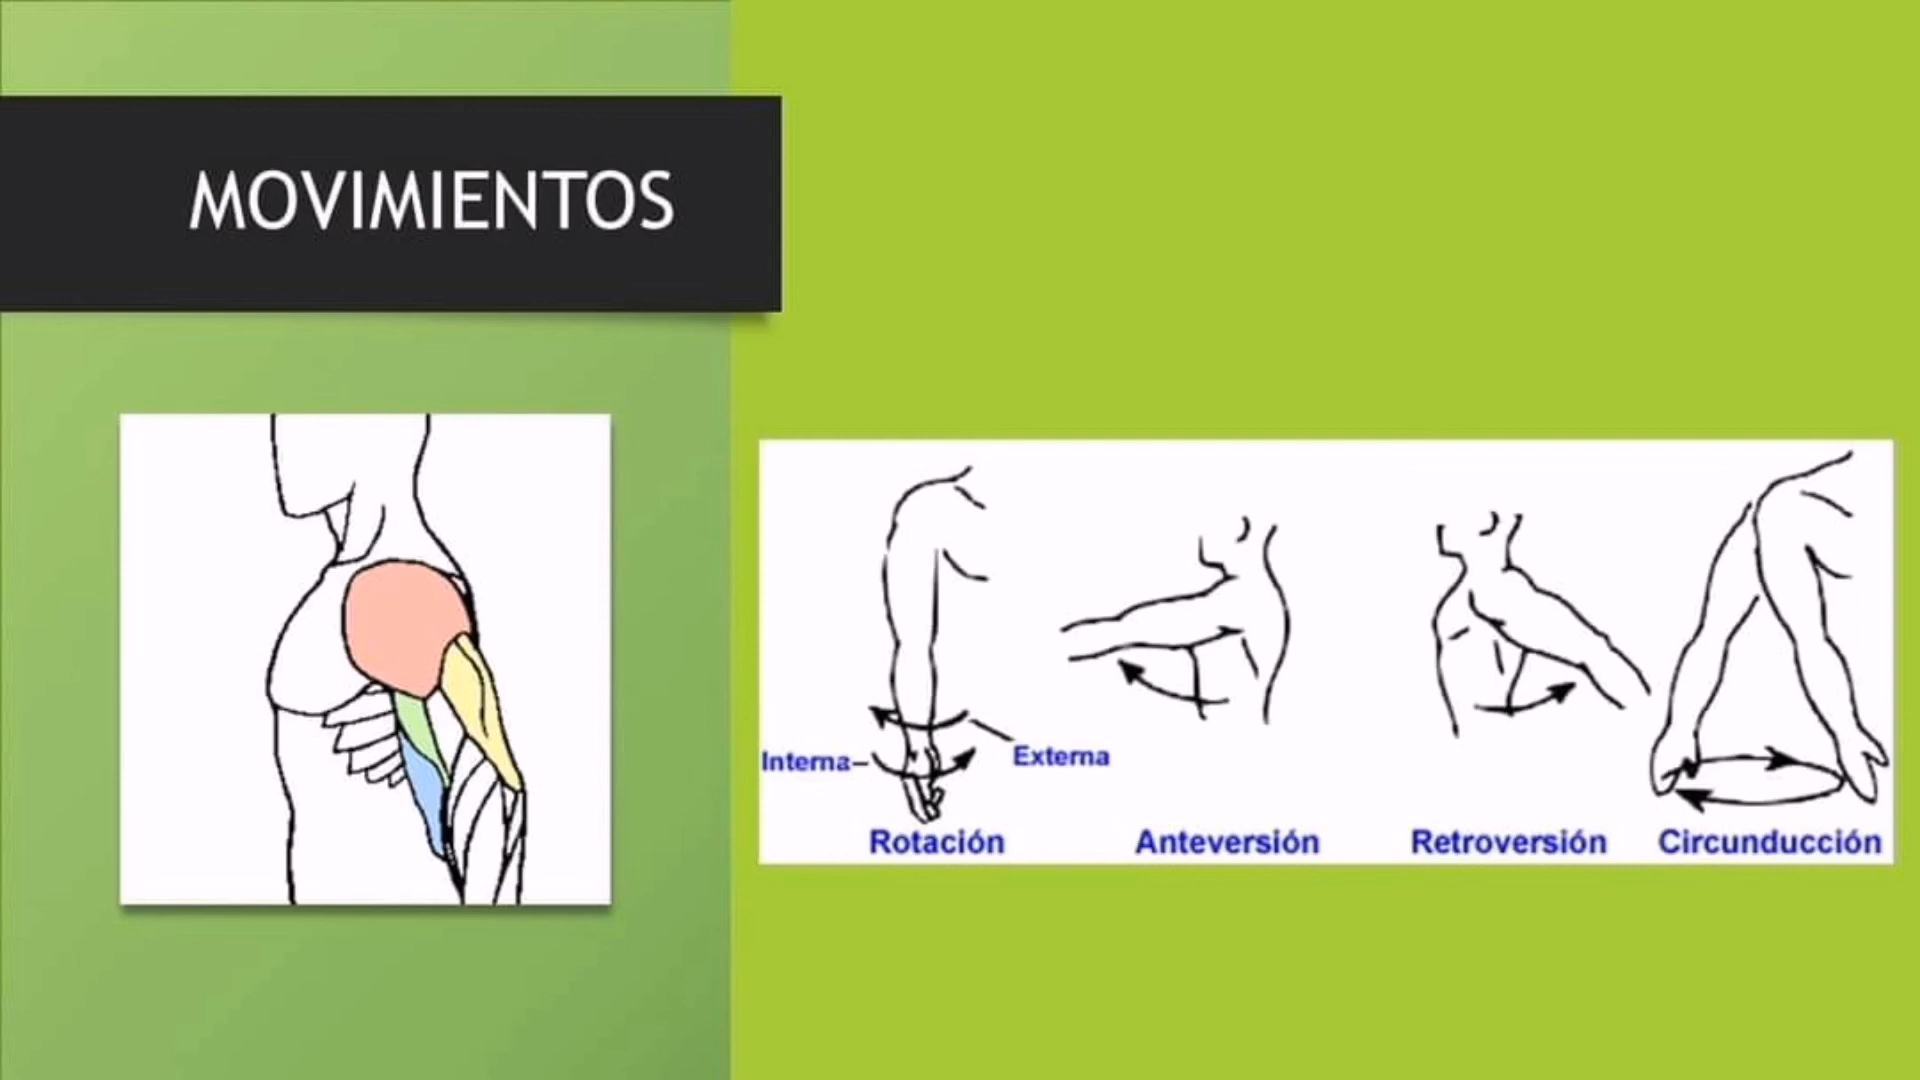 MOVIMIENTOS
Interna
Externa
Rotación
Anteversión
Retroversión
Circunducción